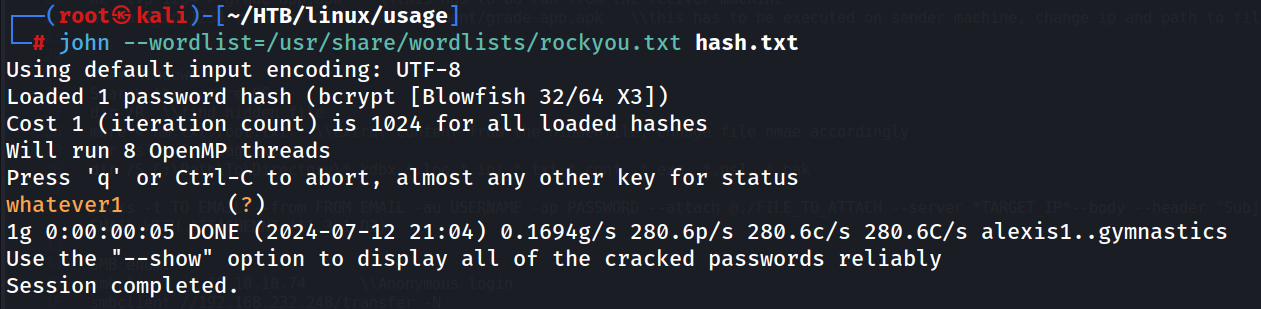 ┌──(root㉿kali)-[~/HTB/linux/usage]
└─# john --wordlist=/usr/share/wordlists/rockyou.txt hash.txt
Using default input encoding: UTF-8
Loaded 1 password hash (bcrypt [Blowfish 32/64 X3])
Cost 1 (iteration count) is 1024 for all loaded hashes
Will run 8 OpenMP threads
Press 'q' or Ctrl-C to abort, almost any other key for status
whatever1        (?)
1g 0:00:00:05 DONE (2024-07-12 21:04) 0.1694g/s 280.6p/s 280.6c/s 280.6C/s alexis1..gymnastics
Use the "--show" option to display all of the cracked passwords reliably
Session completed.